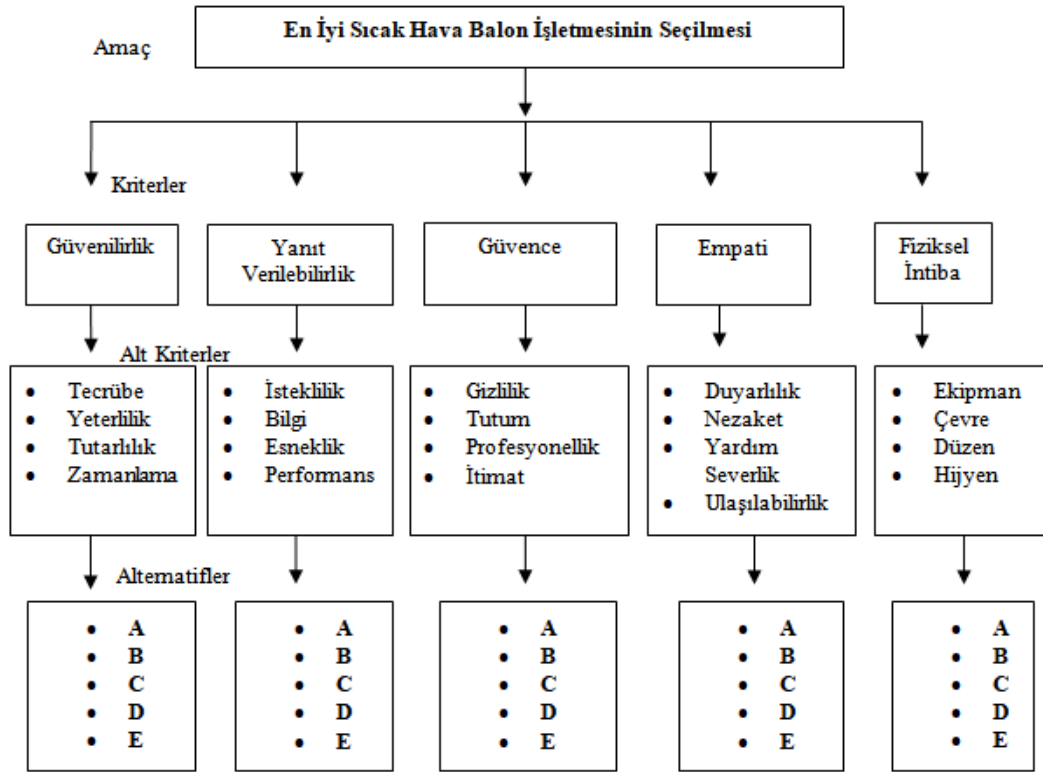 En İyi Sıcak Hava Balon İşletmesinin Seçilmesi
Amaç
Kriterler
Güvenilirlik
Yanıt
Verilebilirlik
Güvence
Empati
Fiziksel
İntiba
Alt Kriterler
• Tecrübe
• Yeterlilik
• Tutarlılık
• Zamanlama
• İsteklilik
• Bilgi
• Esneklik
• Performans
• Gizlilik
• Tutum
• Profesyonellik
• İtimat
• Duyarlılık
• Nezaket
• Yardım
Severlik
• Ulaşılabilirlik
• Ekipman
• Çevre
• Düzen
• Hijyen
Alternatifler
• A
• B
• C
• D
• E
• A
• B
• C
• D
• E
• A
• B
• C
• D
• E
• A
• B
• C
• D
• E
• A
• B
• C
• D
• E